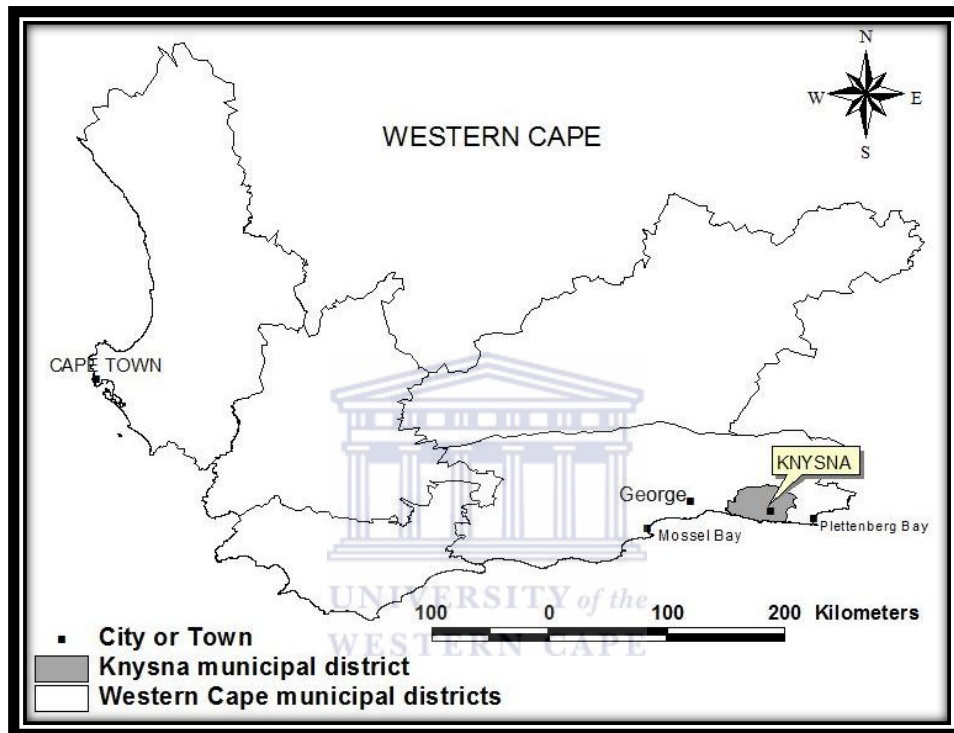 N
W E
S
WESTERN CAPE
CAPE TOWN
KNYSNA
George
Plettenberg Bay
Mossel Bay
UNIVERSITY of the
WESTERN CAPE
100 0 100 200 Kilometers
City or Town
Knysna municipal district
Western Cape municipal districts